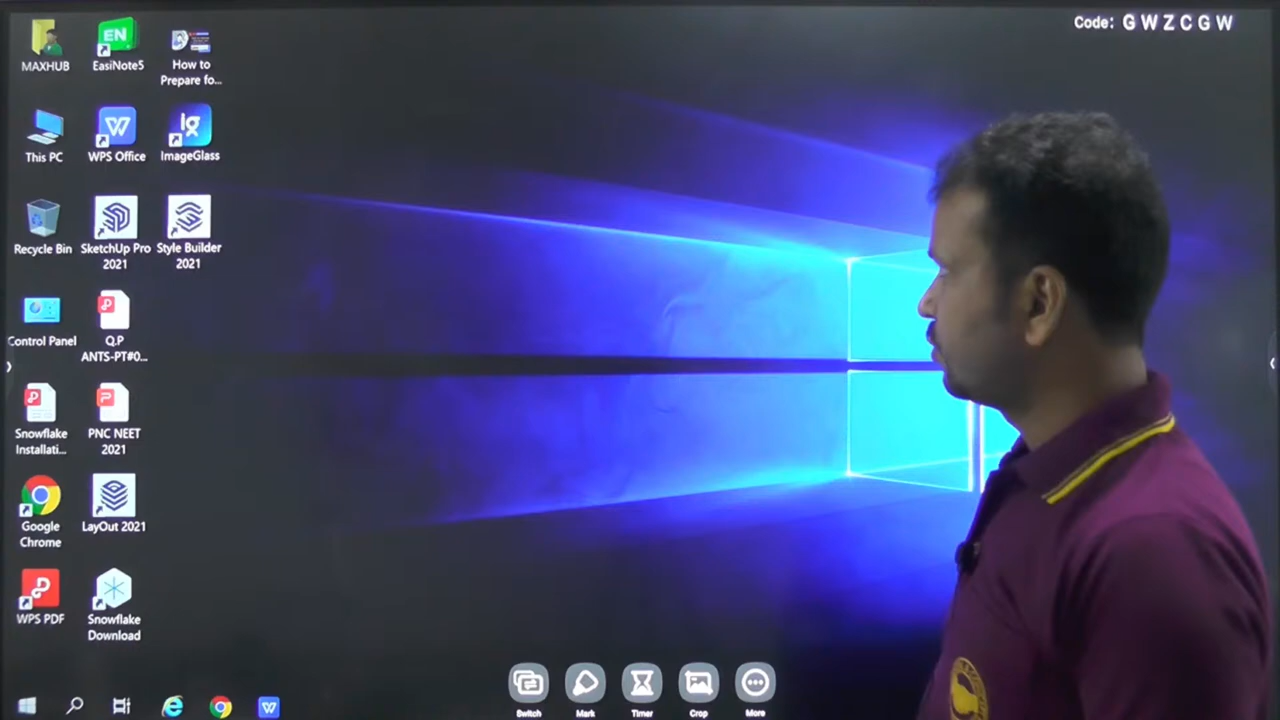 Code: GWZCGW
MAXHUB
EasiNote5
How to
Prepare fo...
This PC
WPS Office
ImageGlass
Recycle Bin
SketchUp Pro
2021
Style Builder
2021
Control Panel
Q.P
ANTS-PT#0...
Snowflake
Installati...
PNC NEET
2021
Google
Chrome
LayOut 2021
WPS PDF
Snowflake
Download
Switch
Mark
Timer
Crop
More